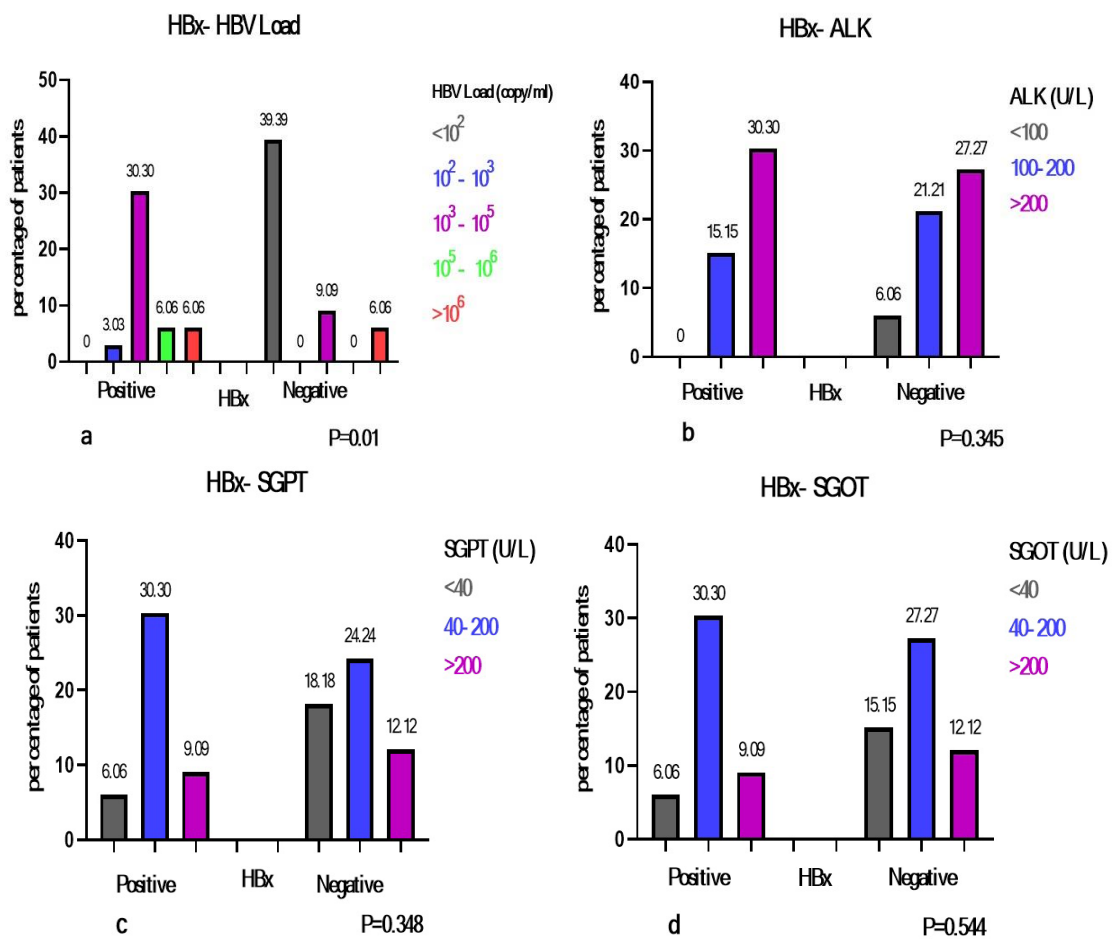 HBx- HBV Load
percentage of patients
50
40
30
20
10
0
0
3.03
30.30
6.06
6.06
39.39
0
9.09
0
6.06
Positive
HBx
Negative
HBV Load (copy/ml)
<10²
10² - 10³
10³ - 10⁵
10⁵ - 10⁶
>10⁶
a
P=0.01
HBx- ALK
percentage of patients
40
30
20
10
0
0
15.15
30.30
6.06
21.21
27.27
Positive
HBx
Negative
ALK (U/L)
<100
100-200
>200
b
P=0.345
HBx- SGPT
percentage of patients
40
30
20
10
0
6.06
30.30
9.09
18.18
24.24
12.12
Positive
HBx
Negative
SGPT (U/L)
<40
40-200
>200
c
P=0.348
HBx- SGOT
percentage of patients
40
30
20
10
0
6.06
30.30
9.09
15.15
27.27
12.12
Positive
HBx
Negative
SGOT (U/L)
<40
40-200
>200
d
P=0.544